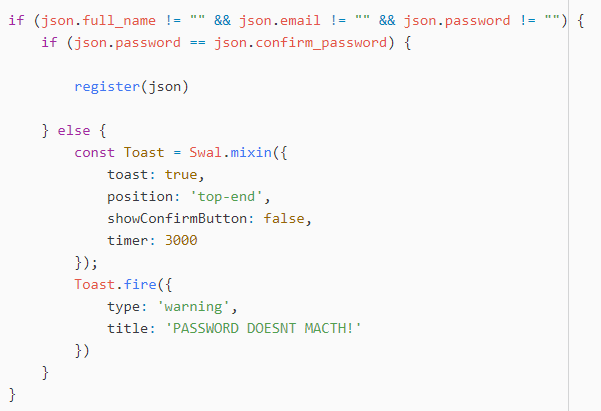 if (json.full_name != "" && json.email != "" && json.password != "") {
if (json.password == json.confirm_password) {
register(json)
} else {
const Toast = Swal.mixin({
toast: true,
position: 'top-end',
showConfirmButton: false,
timer: 3000
});
Toast.fire({
type: 'warning',
title: 'PASSWORD DOESNT MACTH!'
})
}
}